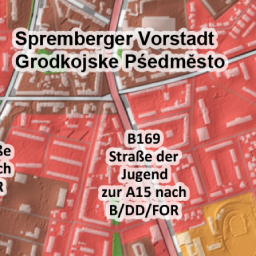 Spremberger Vorstadt
Grodkojske Pśedměsto
B169
Straße der
Jugend
zur A15 nach
B/DD/FOR